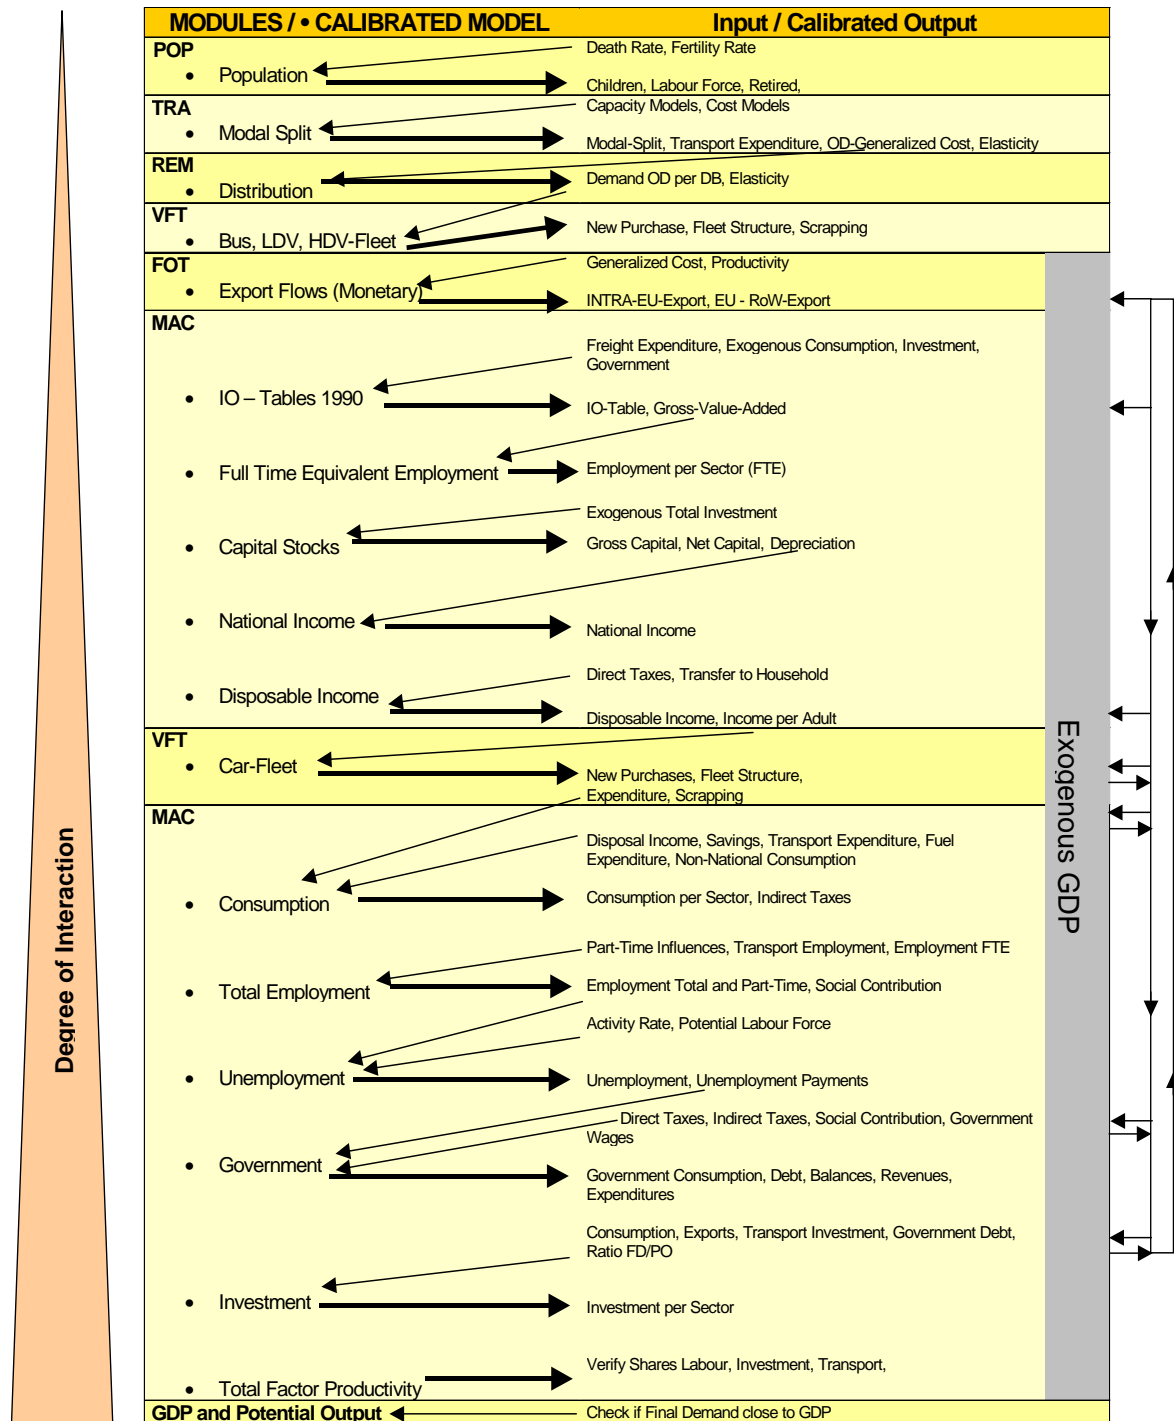 MODULES / • CALIBRATED MODEL Input / Calibrated Output
POP
Death Rate, Fertility Rate
• Population
Children, Labour Force, Retired,
TRA
Capacity Models, Cost Models
• Modal Split
Modal-Split, Transport Expenditure, OD-Generalized Cost, Elasticity
REM
Demand OD per DB, Elasticity
• Distribution
VFT
New Purchase, Fleet Structure, Scrapping
• Bus, LDV, HDV-Fleet
FOT
Generalized Cost, Productivity
• Export Flows (Monetary)
INTRA-EU-Export, EU - RoW-Export
MAC
Freight Expenditure, Exogenous Consumption, Investment,
Government
• IO – Tables 1990
IO-Table, Gross-Value-Added
• Full Time Equivalent Employment
Employment per Sector (FTE)
Exogenous Total Investment
• Capital Stocks
Gross Capital, Net Capital, Depreciation
• National Income
National Income
Direct Taxes, Transfer to Household
• Disposable Income
Disposable Income, Income per Adult
VFT
• Car-Fleet
New Purchases, Fleet Structure,
Expenditure, Scrapping
MAC
Disposal Income, Savings, Transport Expenditure, Fuel
Expenditure, Non-National Consumption
• Consumption
Consumption per Sector, Indirect Taxes
Part-Time Influences, Transport Employment, Employment FTE
• Total Employment
Employment Total and Part-Time, Social Contribution
Activity Rate, Potential Labour Force
• Unemployment
Unemployment, Unemployment Payments
Direct Taxes, Indirect Taxes, Social Contribution, Government
Wages
• Government
Government Consumption, Debt, Balances, Revenues,
Expenditures
Consumption, Exports, Transport Investment, Government Debt,
Ratio FD/PO
• Investment
Investment per Sector
Verify Shares Labour, Investment, Transport,
• Total Factor Productivity
GDP and Potential Output
Check if Final Demand close to GDP
Degree of Interaction
Exogenous GDP